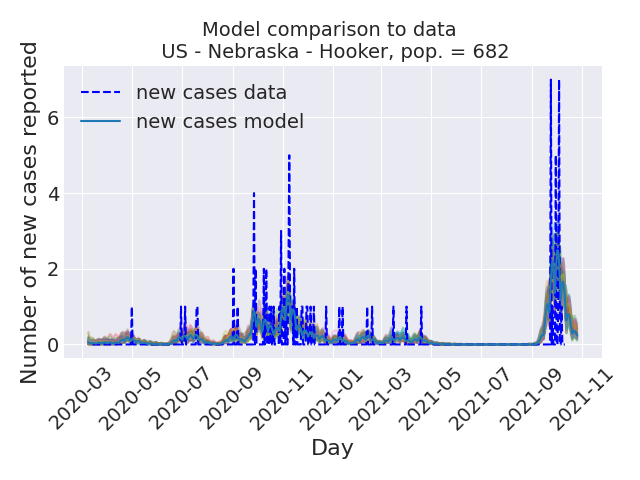 Model comparison to data
US - Nebraska - Hooker, pop. = 682
Number of new cases reported
6
4
2
0
new cases data
new cases model
2020-03
2020-05
2020-07
2020-09
2020-11
2021-01
2021-03
2021-05
2021-07
2021-09
2021-11
Day